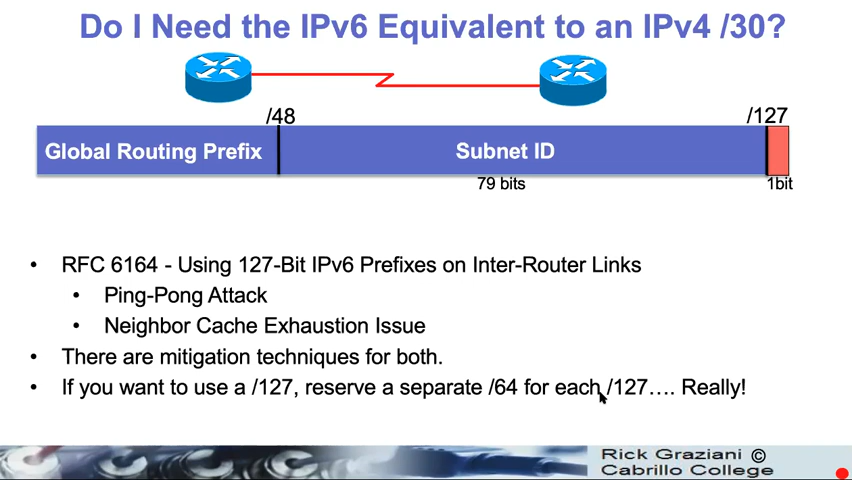 Do I Need the IPv6 Equivalent to an IPv4 /30?
/48
/127
Global Routing Prefix
Subnet ID
79 bits
1bit
• RFC 6164 - Using 127-Bit IPv6 Prefixes on Inter-Router Links
• Ping-Pong Attack
• Neighbor Cache Exhaustion Issue
• There are mitigation techniques for both.
• If you want to use a /127, reserve a separate /64 for each /127…. Really!
Rick Graziani ©
Cabrillo College